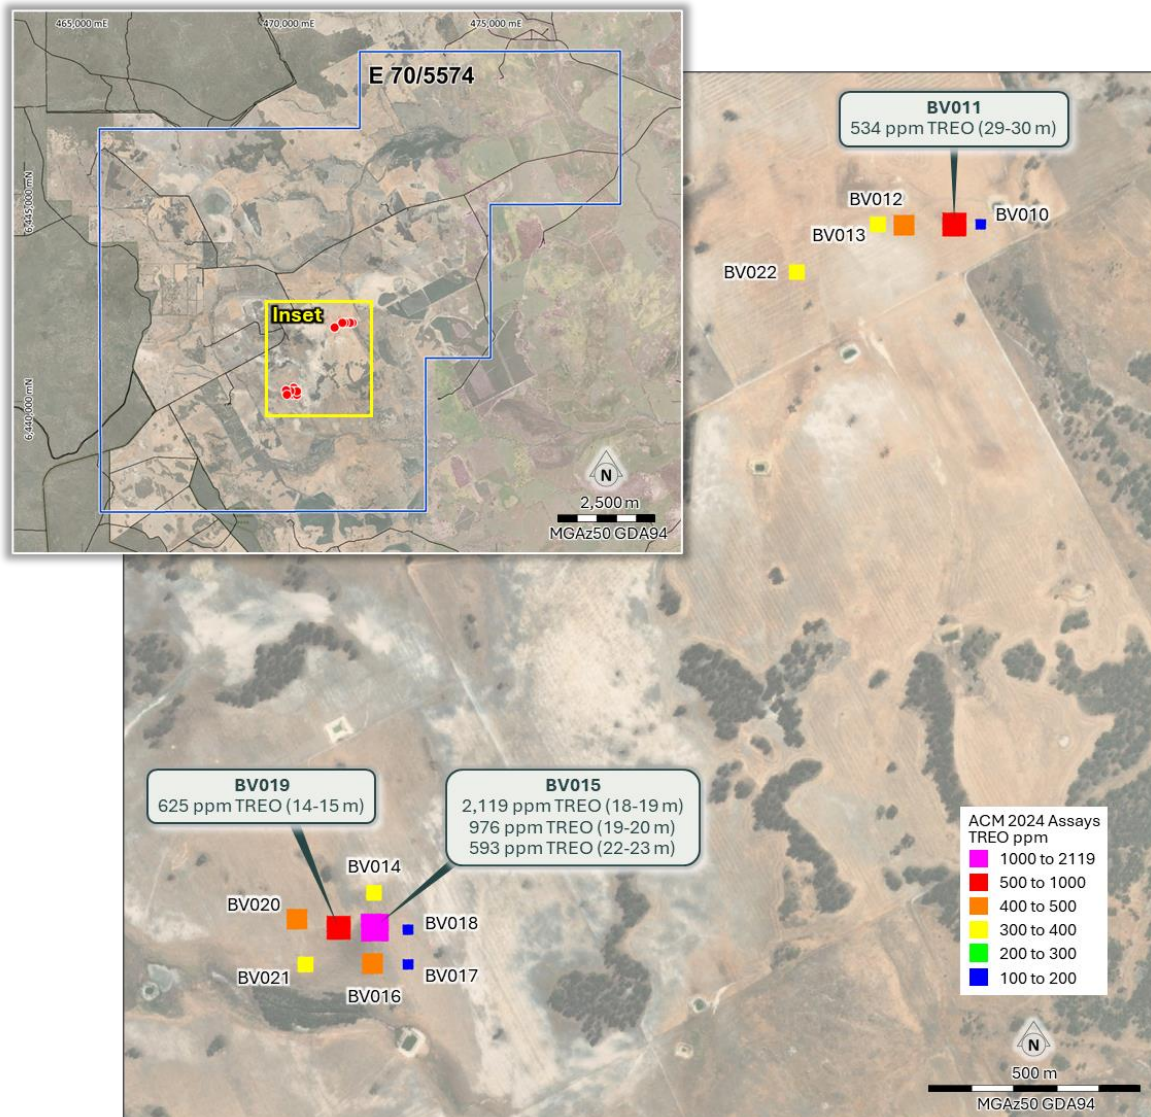 465,000 mE
470,000 mE
475,000 mE
E 70/5574
6,445,000 mN
Inset
6,440,000 mN
N
2,500 m
MGAz50 GDA94
BV011
534 ppm TREO (29-30 m)
BV012
BV010
BV013
BV022
BV019
625 ppm TREO (14-15 m)
BV015
2,119 ppm TREO (18-19 m)
976 ppm TREO (19-20 m)
593 ppm TREO (22-23 m)
BV014
BV020
BV018
BV021
BV017
BV016
ACM 2024 Assays
TREO ppm
1000 to 2119
500 to 1000
400 to 500
300 to 400
200 to 300
100 to 200
N
500 m
MGAz50 GDA94